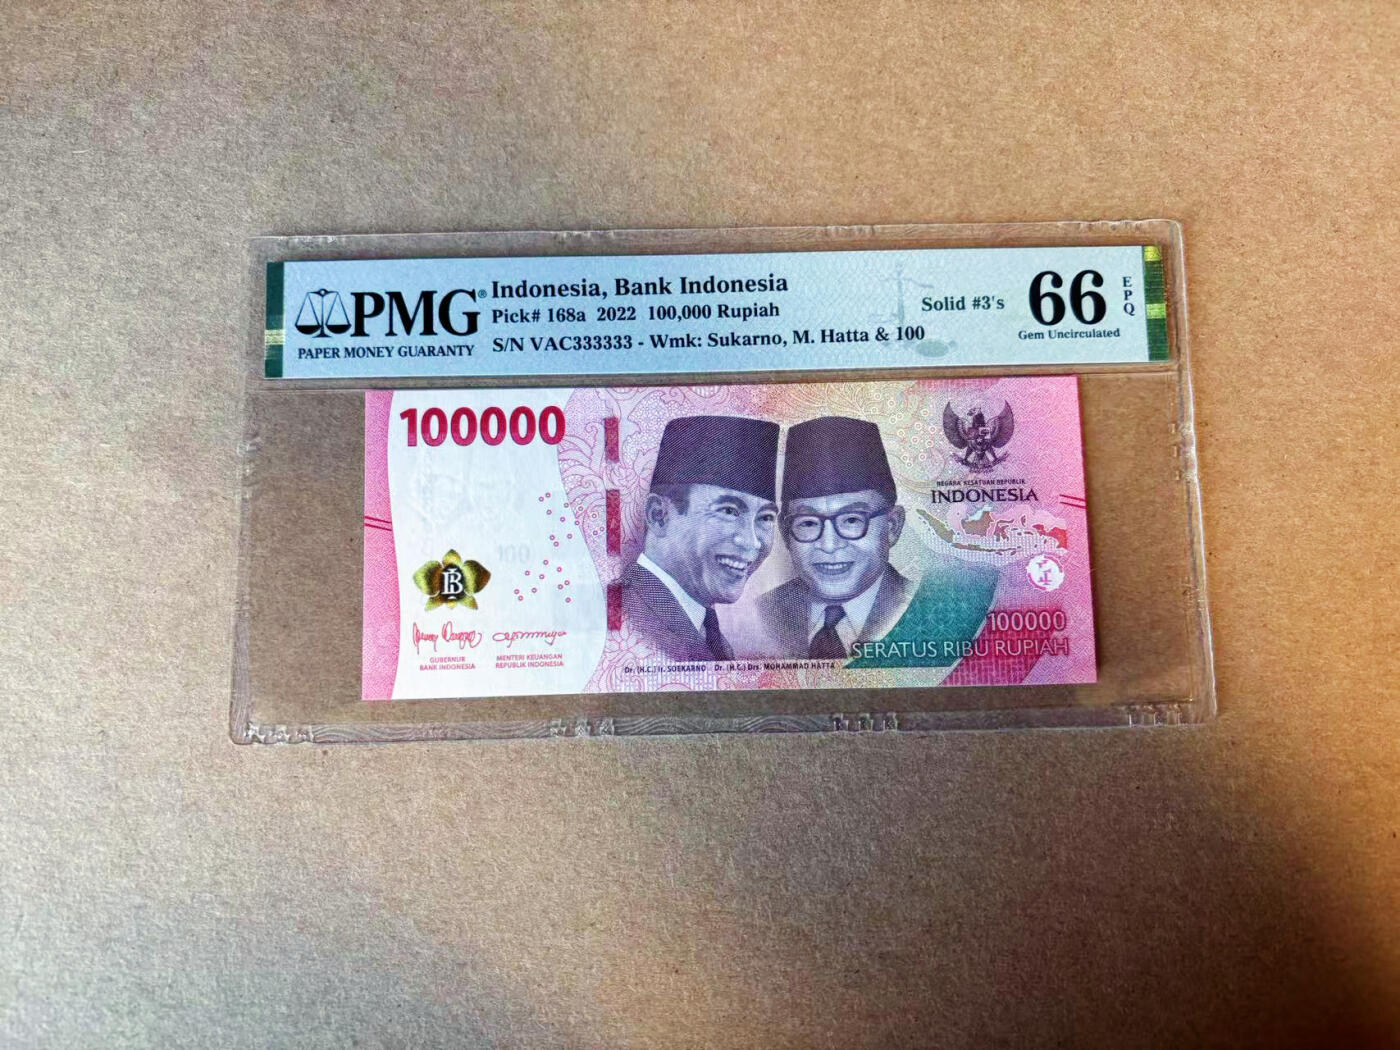 PMG®
PAPER MONEY GUARANTY
Indonesia, Bank Indonesia
Pick# 168a 2022 100,000 Rupiah
S/N VAC333333 - Wmk: Sukarno, M. Hatta & 100
Solid #3's
66
EPQ
Gem Uncirculated
100000
NEGARA KESATUAN REPUBLIK
INDONESIA
100
B
GUBERNUR
BANK INDONESIA
MENTERI KEUANGAN
REPUBLIK INDONESIA
Dr. (H.C.) Ir. SOEKARNO Dr. (H.C.) Drs. MOHAMMAD HATTA
100000
SERATUS RIBU RUPIAH